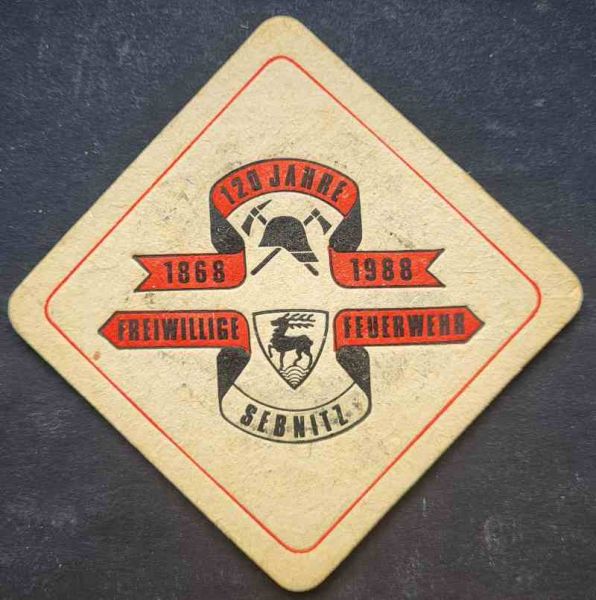 120 JAHRE
1868 1988
FREIWILLIGE FEUERWEHR
SEBNITZ